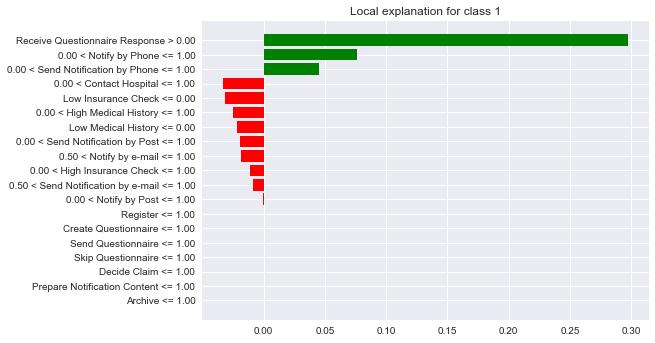 Local explanation for class 1
Receive Questionnaire Response > 0.00
0.00 < Notify by Phone <= 1.00
0.00 < Send Notification by Phone <= 1.00
0.00 < Contact Hospital <= 1.00
Low Insurance Check <= 0.00
0.00 < High Medical History <= 1.00
Low Medical History <= 0.00
0.00 < Send Notification by Post <= 1.00
0.50 < Notify by e-mail <= 1.00
0.00 < High Insurance Check <= 1.00
0.50 < Send Notification by e-mail <= 1.00
0.00 < Notify by Post <= 1.00
Register <= 1.00
Create Questionnaire <= 1.00
Send Questionnaire <= 1.00
Skip Questionnaire <= 1.00
Decide Claim <= 1.00
Prepare Notification Content <= 1.00
Archive <= 1.00
0.00 0.05 0.10 0.15 0.20 0.25 0.30